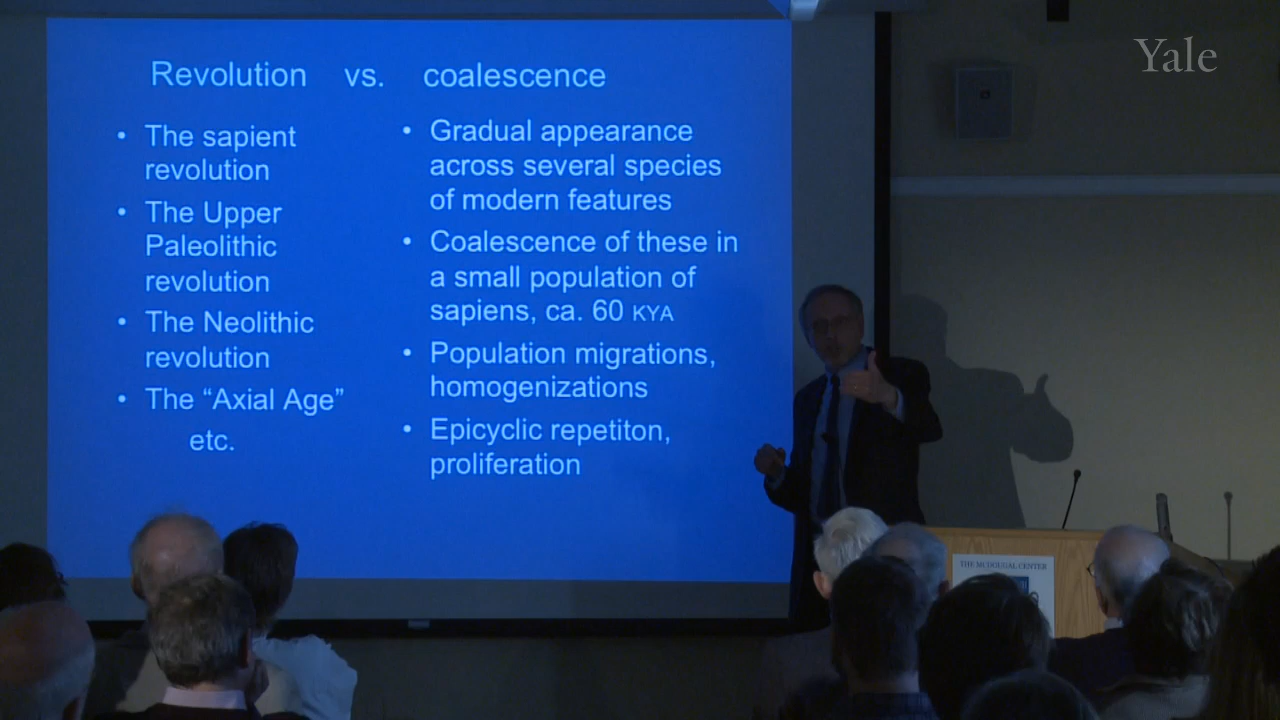 Yale
Revolution vs. coalescence
• The sapient
revolution
• The Upper
Paleolithic
revolution
• The Neolithic
revolution
• The “Axial Age”
etc.
• Gradual appearance
across several species
of modern features
• Coalescence of these in
a small population of
sapiens, ca. 60 KYA
• Population migrations,
homogenizations
• Epicyclic repetiton,
proliferation
THE MCDOUGAL CENTER